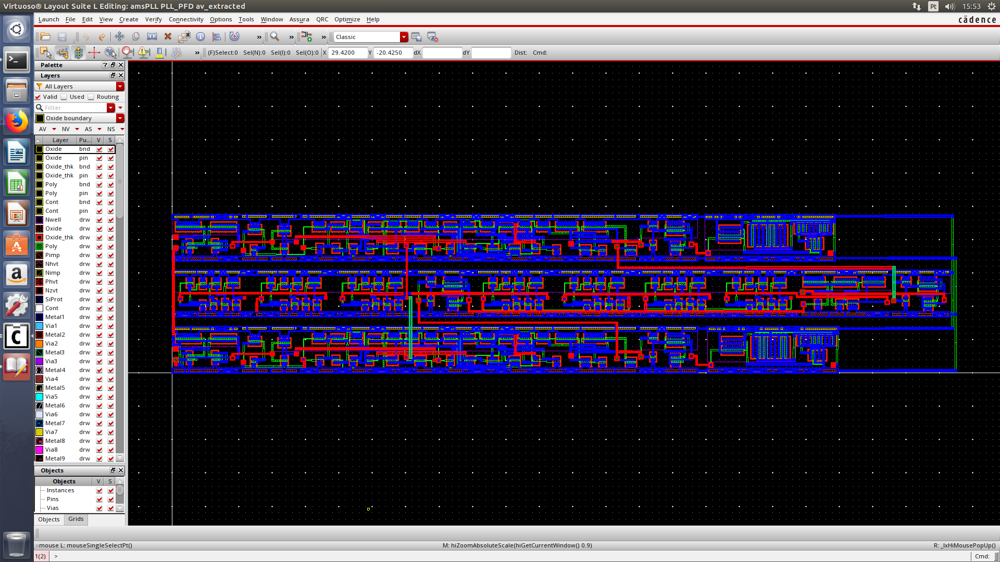 Virtuoso® Layout Suite L Editing: amsPLL PLL_PFD av_extracted
Pt
15:53
Launch File Edit View Create Verify Connectivity Options Tools Window Assura QRC Optimize Help
cādence
» » » Classic
» (F)Select:0 Sel(N):0 Sel(I):0 Sel(O):0 X 29.4200 Y -20.4250 dX dY Dist: Cmd:
Palette
Layers
All Layers
Valid Used Routing
Filter
Oxide boundary
AV NV AS NS
Layer Pu... V S
Oxide bnd
Oxide pin
Oxide_thk bnd
Oxide_thk pin
Poly bnd
Poly pin
Cont bnd
Cont pin
Nwell drw
Oxide drw
Oxide_thk drw
Poly drw
Pimp drw
Nhvt drw
Nimp drw
Phvt drw
Nzvt drw
SiProt drw
Cont drw
Metal1 drw
Via1 drw
Metal2 drw
Via2 drw
Metal3 drw
Via3 drw
Metal4 drw
Via4 drw
Metal5 drw
Via5 drw
Metal6 drw
Via6 drw
Metal7 drw
Via7 drw
Metal8 drw
Via8 drw
Metal9 drw
Objects
Objects V S
Instances
Pins
Vias
Objects Grids
mouse L: mouseSingleSelectPt()
M: hiZoomAbsoluteScale(hiGetCurrentWindow() 0.9)
R: _lxHiMousePopUp()
1(2) >
Cmd: